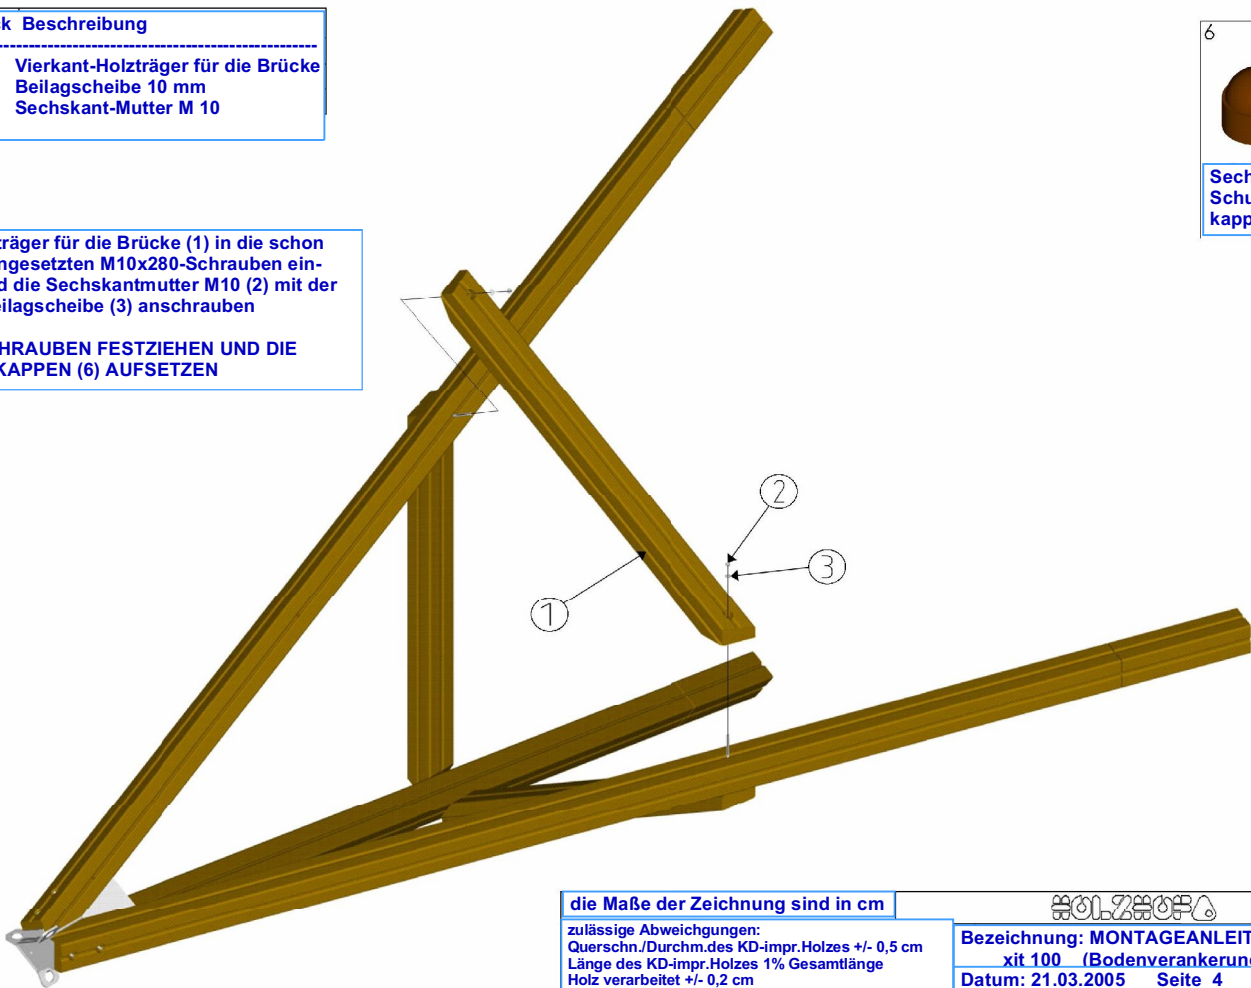 ck Beschreibung
Vierkant-Holzträger für die Brücke
Beilagscheibe 10 mm
Sechskant-Mutter M 10
6
Sech
Schu
kapp
träger für die Brücke (1) in die schon
ngesetzten M10x280-Schrauben ein-
d die Sechskantmutter M10 (2) mit der
eilagscheibe (3) anschrauben
HRAUBEN FESTZIEHEN UND DIE
KAPPEN (6) AUFSETZEN
2
3
1
die Maße der Zeichnung sind in cm
zulässige Abweichgungen:
Querschn./Durchm.des KD-impr.Holzes +/- 0,5 cm
Länge des KD-impr.Holzes 1% Gesamtlänge
Holz verarbeitet +/- 0,2 cm
HOLZHOF
Bezeichnung: MONTAGEANLEIT
xit 100 (Bodenverankerun
Datum: 21.03.2005 Seite 4